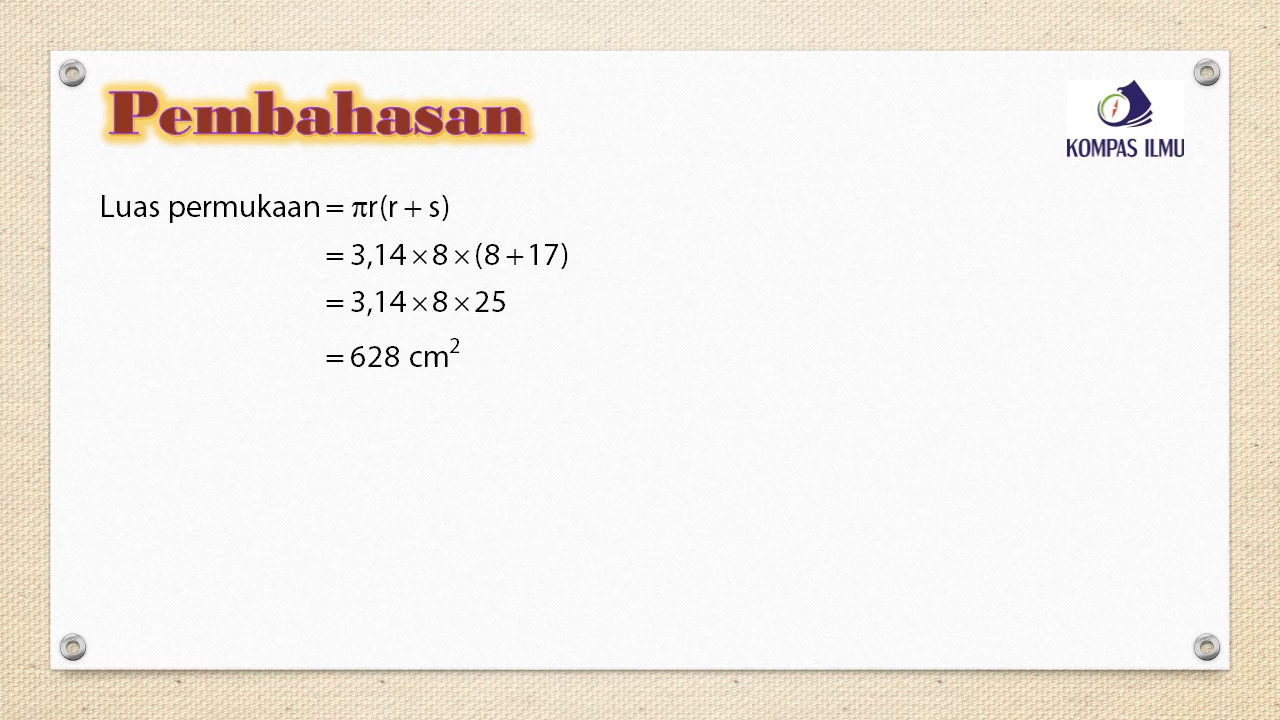 Pembahasan
KOMPAS ILMU
Luas permukaan = πr(r + s)
= 3,14 × 8 × (8 + 17)
= 3,14 × 8 × 25
= 628 cm²